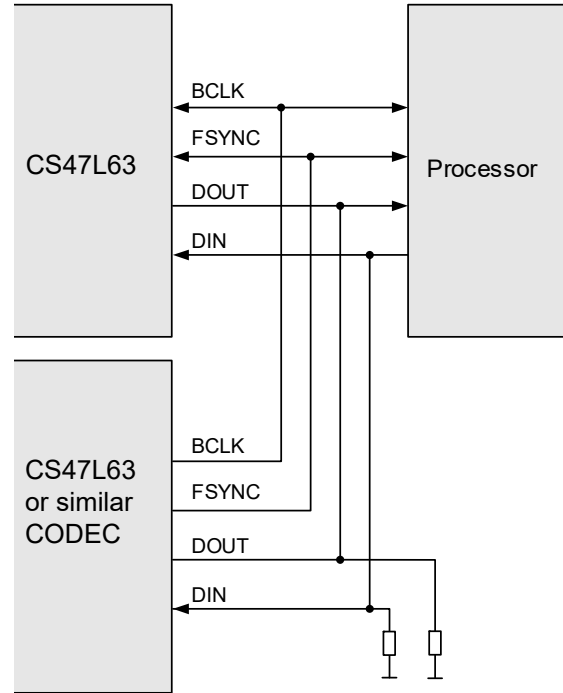 CS47L63
BCLK
FSYNC
DOUT
DIN
Processor
CS47L63
or similar
CODEC
BCLK
FSYNC
DOUT
DIN